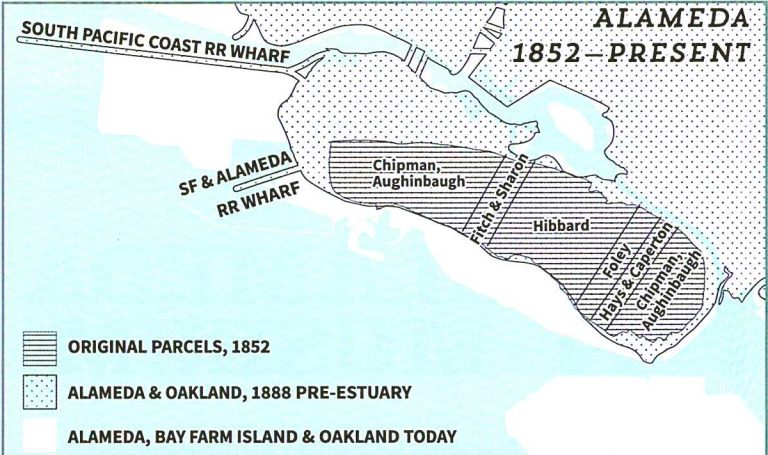 ALAMEDA
1852–PRESENT
SOUTH PACIFIC COAST RR WHARF
SF & ALAMEDA
RR WHARF
Chipman,
Aughinbaugh
Fitch & Sharon
Hibbard
Foley
Hays & Caperton
Chipman,
Aughinbaugh
ORIGINAL PARCELS, 1852
ALAMEDA & OAKLAND, 1888 PRE-ESTUARY
ALAMEDA, BAY FARM ISLAND & OAKLAND TODAY